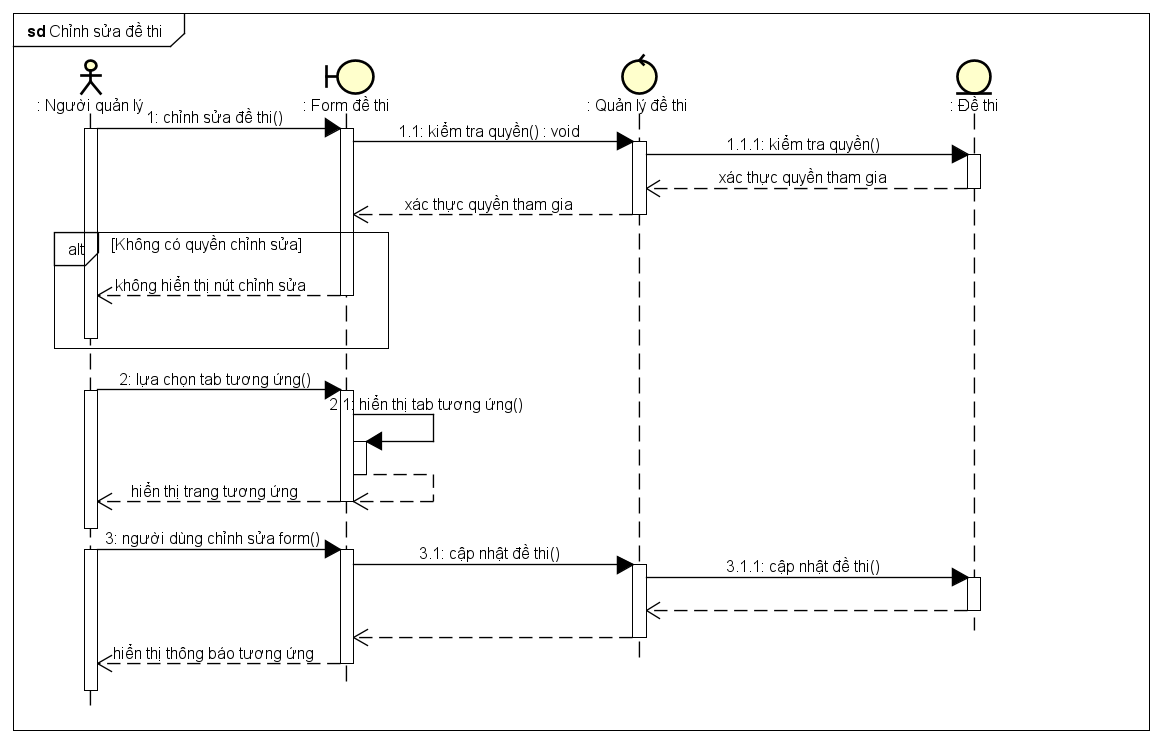 sd Chỉnh sửa đề thi
: Người quản lý
: Form đề thi
: Quản lý đề thi
: Đề thi
1: chỉnh sửa đề thi()
1.1: kiểm tra quyền() : void
1.1.1: kiểm tra quyền()
xác thực quyền tham gia
xác thực quyền tham gia
alt
[Không có quyền chỉnh sửa]
không hiển thị nút chỉnh sửa
2: lựa chọn tab tương ứng()
2.1: hiển thị tab tương ứng()
hiển thị trang tương ứng
3: người dùng chỉnh sửa form()
3.1: cập nhật đề thi()
3.1.1: cập nhật đề thi()
hiển thị thông báo tương ứng